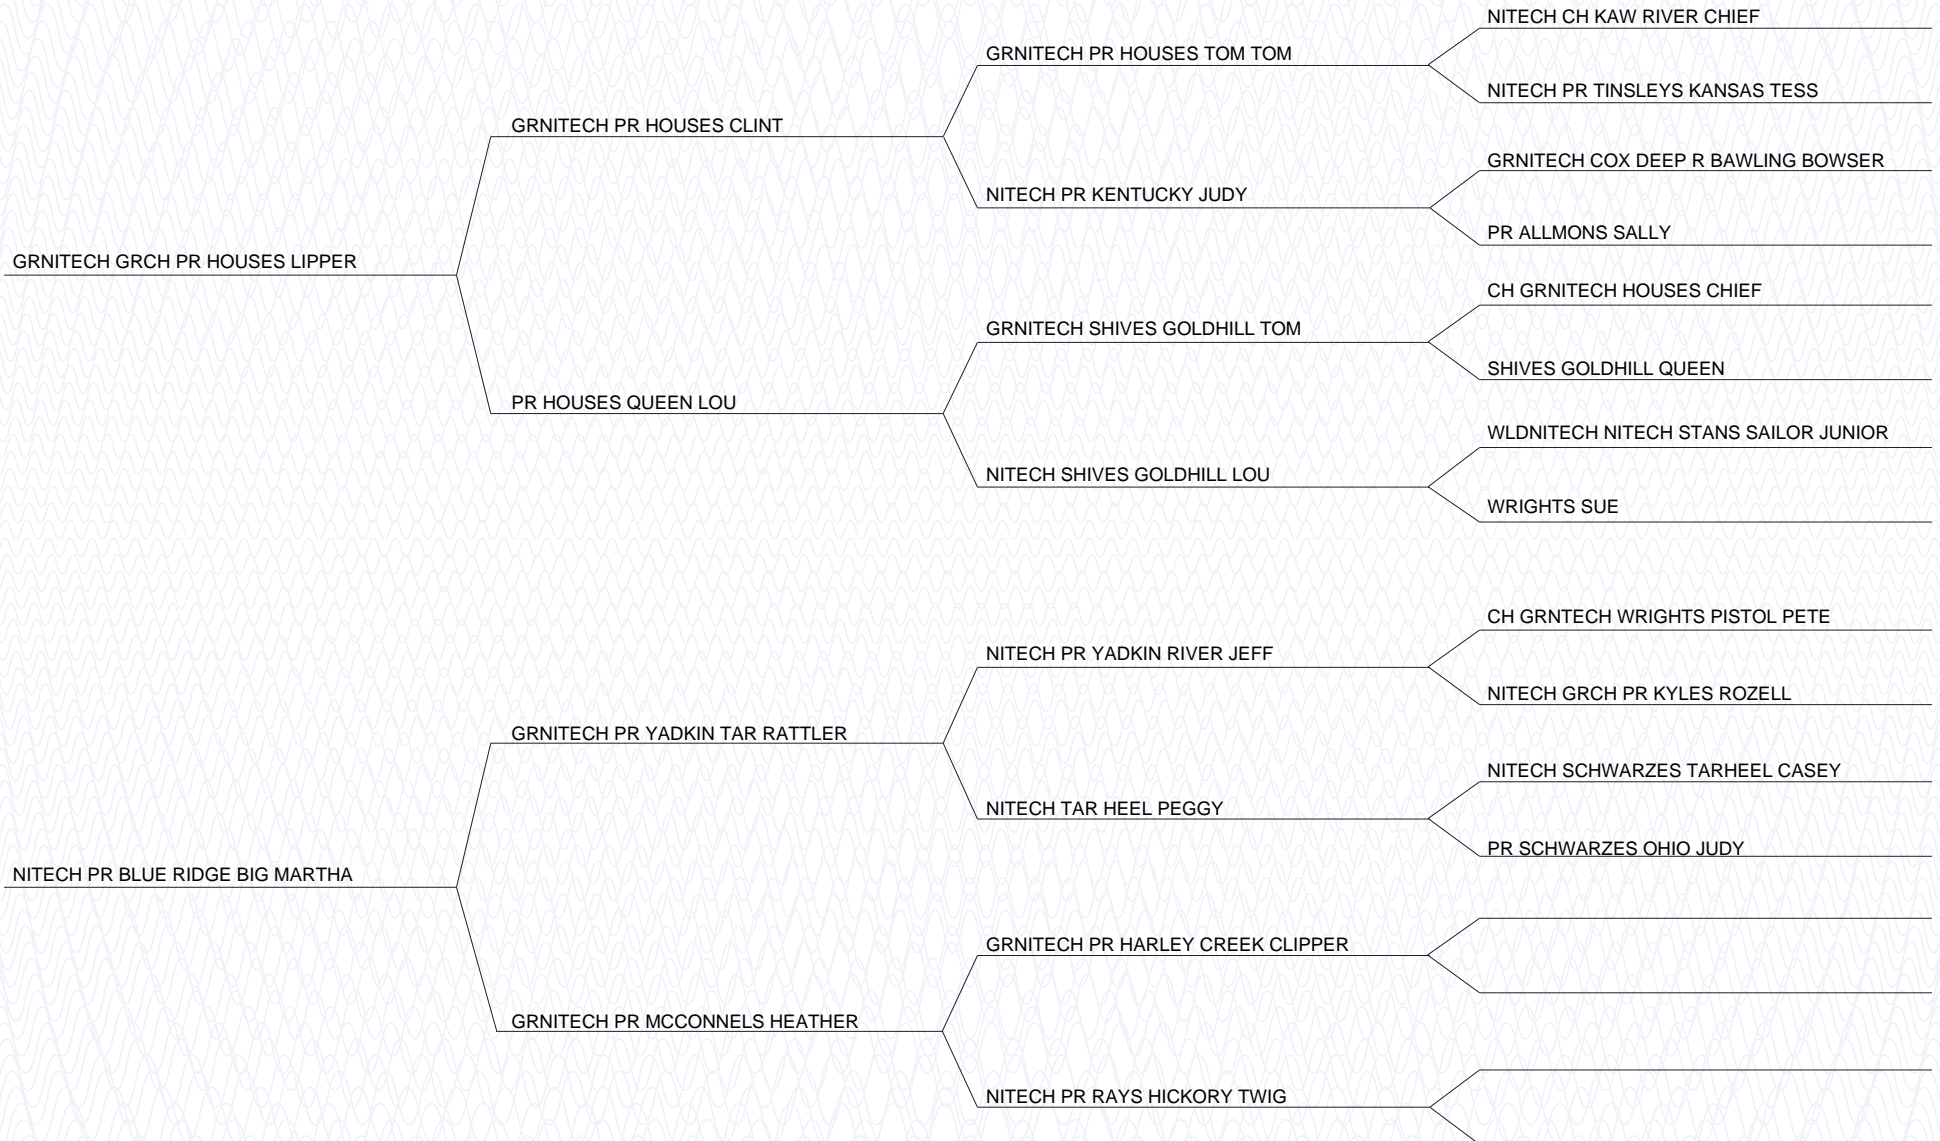 NITECH CH KAW RIVER CHIEF
GRNITECH PR HOUSES TOM TOM
NITECH PR TINSLEYS KANSAS TESS
GRNITECH PR HOUSES CLINT
GRNITECH COX DEEP R BAWLING BOWSER
NITECH PR KENTUCKY JUDY
PR ALLMONS SALLY
GRNITECH GRCH PR HOUSES LIPPER
CH GRNITECH HOUSES CHIEF
GRNITECH SHIVES GOLDHILL TOM
SHIVES GOLDHILL QUEEN
PR HOUSES QUEEN LOU
WLDNITECH NITECH STANS SAILOR JUNIOR
NITECH SHIVES GOLDHILL LOU
WRIGHTS SUE
CH GRNTECH WRIGHTS PISTOL PETE
NITECH PR YADKIN RIVER JEFF
NITECH GRCH PR KYLES ROZELL
GRNITECH PR YADKIN TAR RATTLER
NITECH SCHWARZES TARHEEL CASEY
NITECH TAR HEEL PEGGY
PR SCHWARZES OHIO JUDY
NITECH PR BLUE RIDGE BIG MARTHA
GRNITECH PR HARLEY CREEK CLIPPER
GRNITECH PR MCCONNELS HEATHER
NITECH PR RAYS HICKORY TWIG